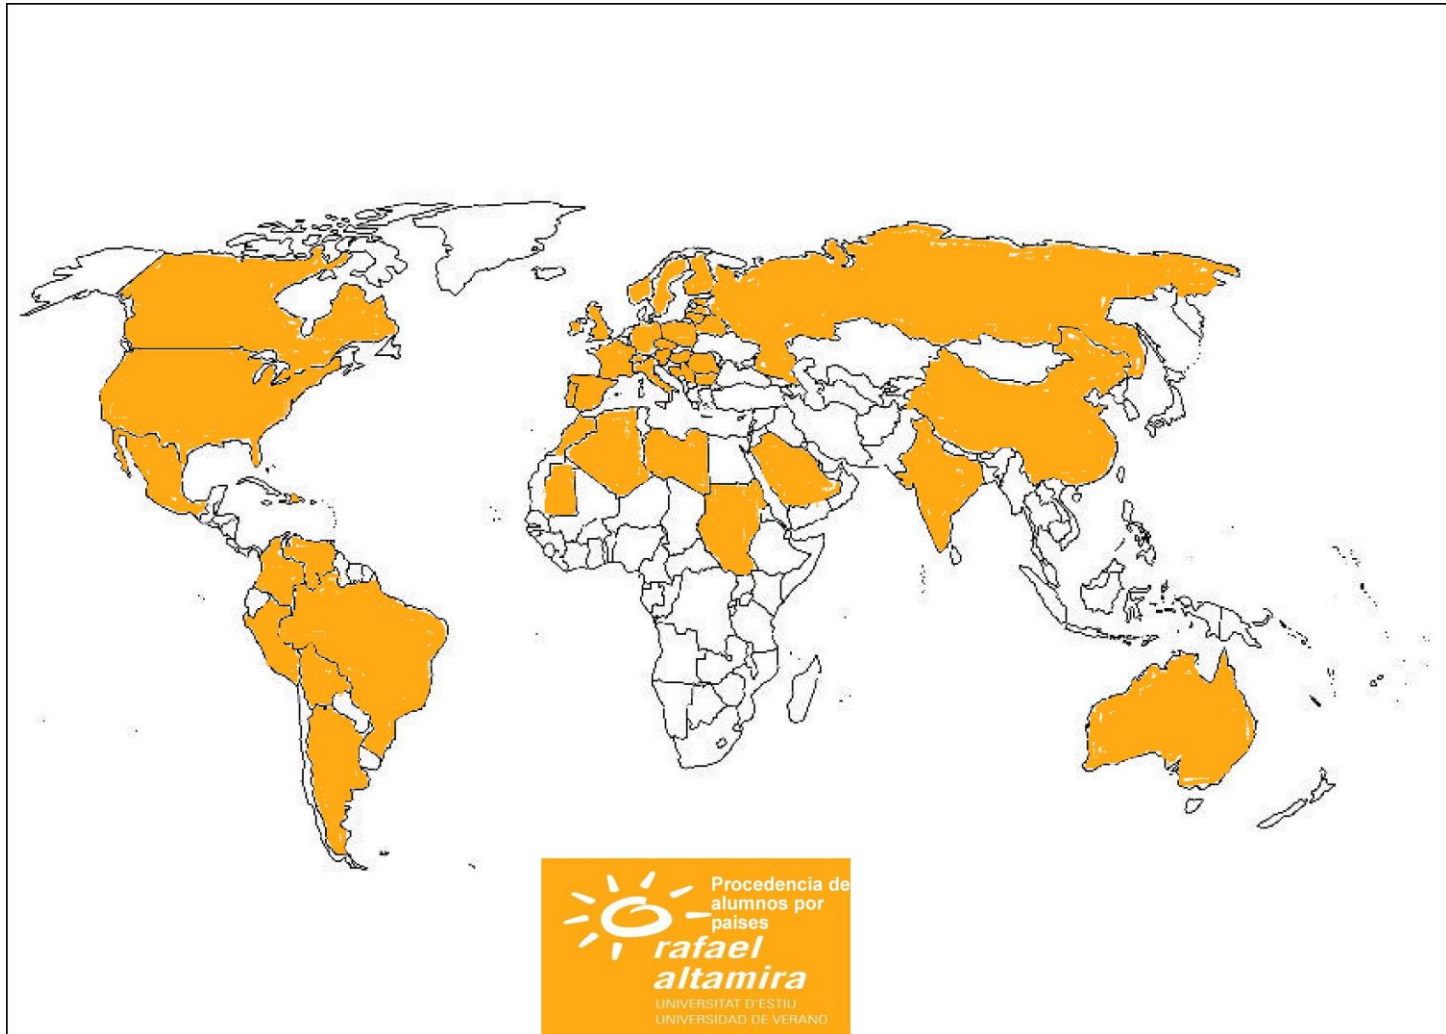 Procedencia de
alumnos por
paises
rafael
altamira
UNIVERSITAT D'ESTIU
UNIVERSIDAD DE VERANO